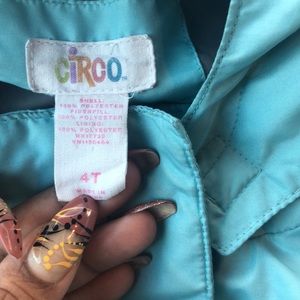 CiRCO
SHELL:
100% POLYESTER
FIBERFILL:
100% POLYESTER
LINING:
100% POLYESTER
4T
MADE IN